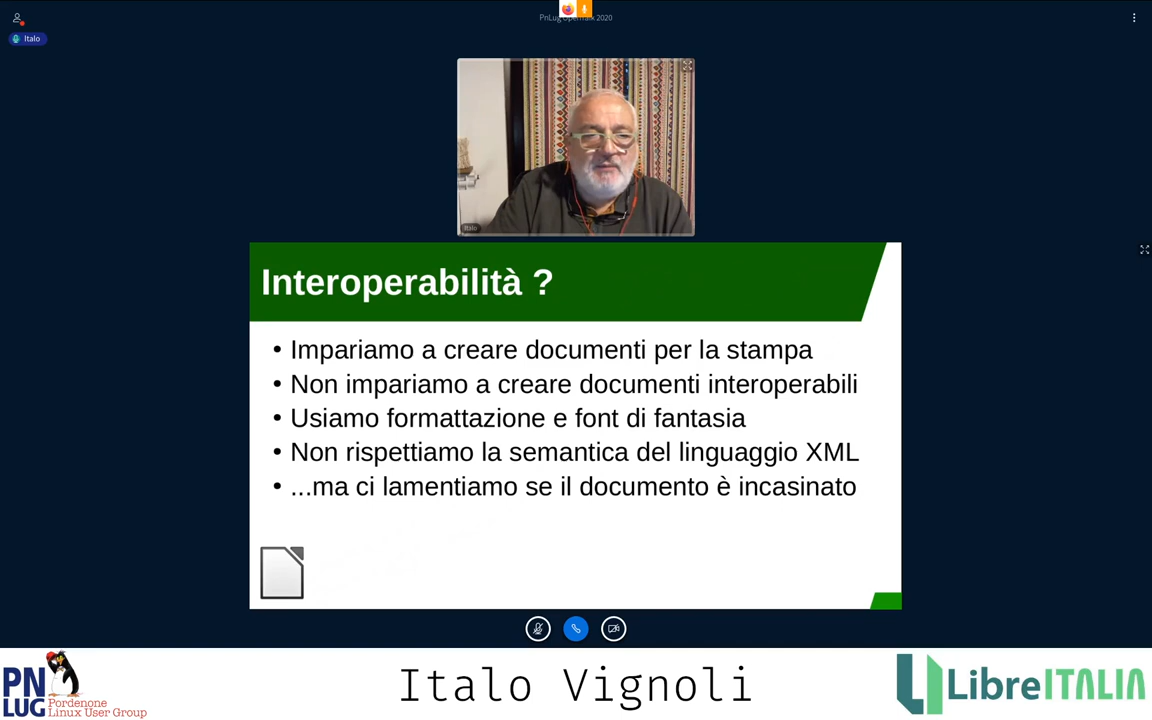 PnLug OpenTalk 2020
Italo
Italo
Interoperabilità ?
• Impariamo a creare documenti per la stampa
• Non impariamo a creare documenti interoperabili
• Usiamo formattazione e font di fantasia
• Non rispettiamo la semantica del linguaggio XML
• ...ma ci lamentiamo se il documento è incasinato
PN
LUG
Pordenone
Linux User Group
Italo Vignoli
LibreITALIA